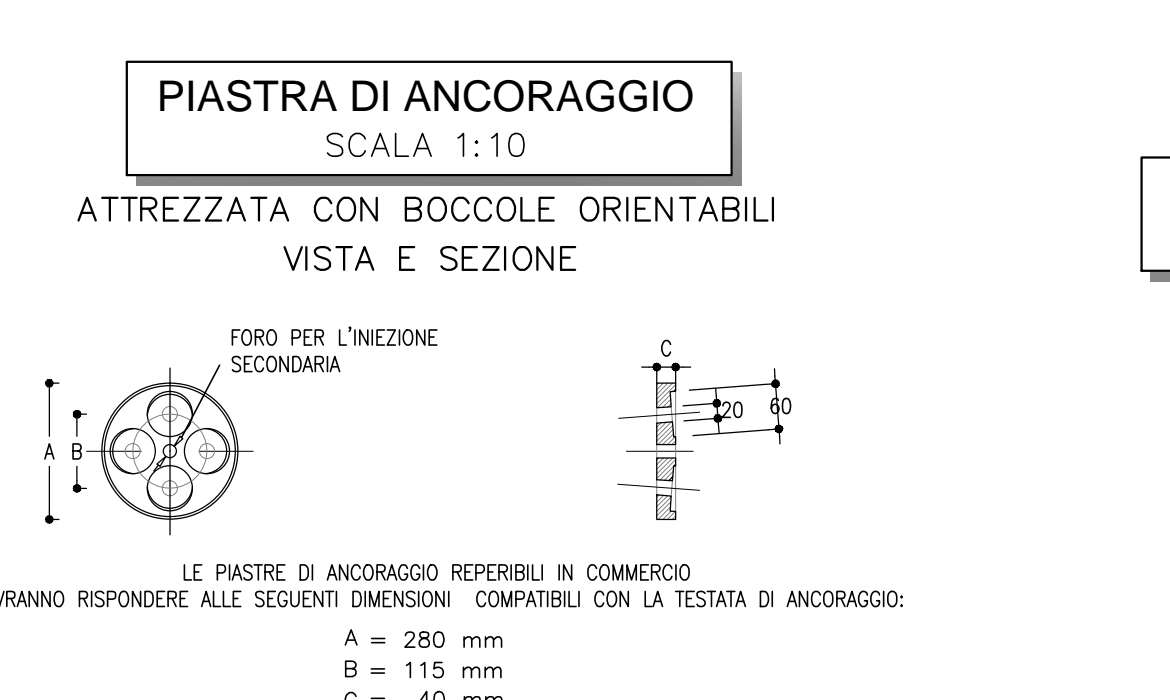 PIASTRA DI ANCORAGGIO
SCALA 1:10
ATTREZZATA CON BOCCOLE ORIENTABILI
VISTA E SEZIONE
FORO PER L'INIEZIONE
SECONDARIA
A
B
C
20
60
LE PIASTRE DI ANCORAGGIO REPERIBILI IN COMMERCIO
RISPONDERE ALLE SEGUENTI DIMENSIONI COMPATIBILI CON LA TESTATA DI ANCORAGGIO:
A = 280 mm
B = 115 mm
C = 40 mm